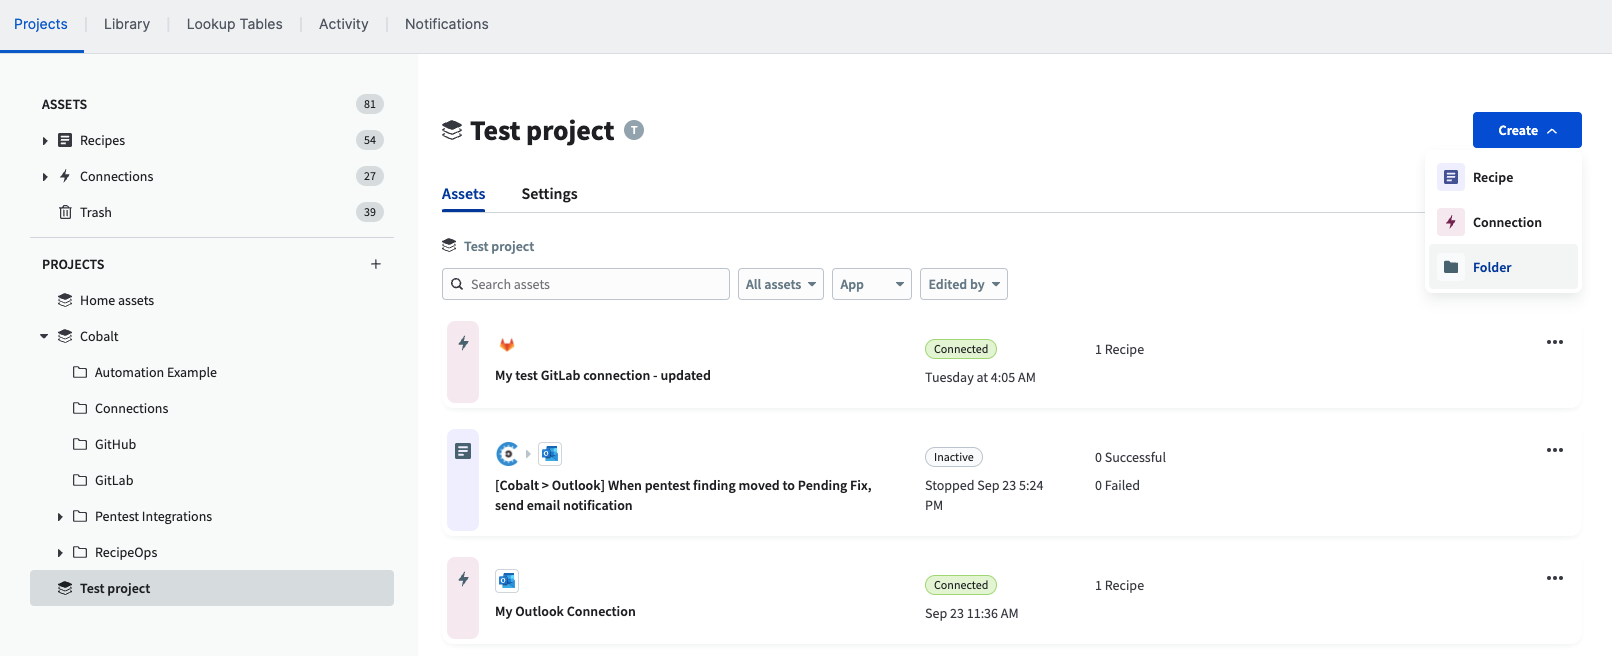 Projects
Library
Lookup Tables
Activity
Notifications
ASSETS
81
Recipes
54
Connections
27
Trash
39
PROJECTS
Home assets
Cobalt
Automation Example
Connections
GitHub
GitLab
Pentest Integrations
RecipeOps
Test project
Test project
T
Create
Recipe
Connection
Folder
Assets
Settings
Test project
Search assets
All assets
App
Edited by
Connected
1 Recipe
My test GitLab connection - updated
Tuesday at 4:05 AM
Inactive
0 Successful
[Cobalt > Outlook] When pentest finding moved to Pending Fix,
send email notification
Stopped Sep 23 5:24
PM
0 Failed
Connected
1 Recipe
My Outlook Connection
Sep 23 11:36 AM